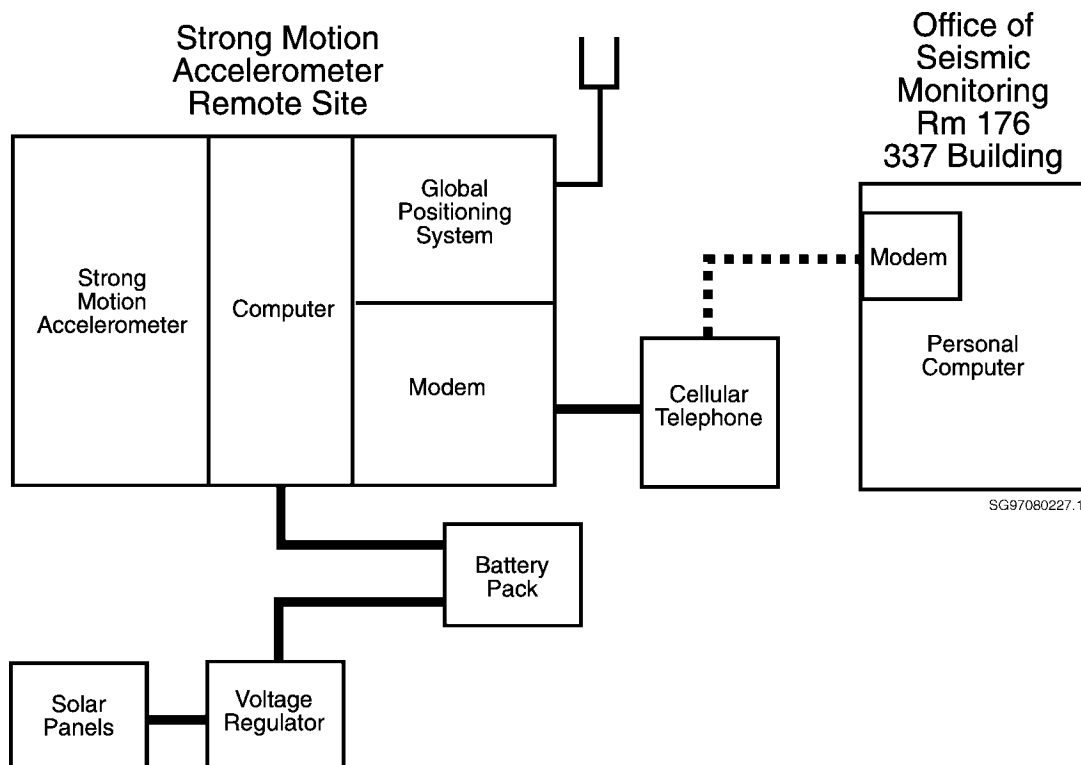 Strong Motion
Accelerometer
Remote Site
Office of
Seismic
Monitoring
Rm 176
337 Building
Strong
Motion
Accelerometer
Computer
Global
Positioning
System
Modem
Cellular
Telephone
Modem
Personal
Computer
SG97080227.1
Battery
Pack
Solar
Panels
Voltage
Regulator